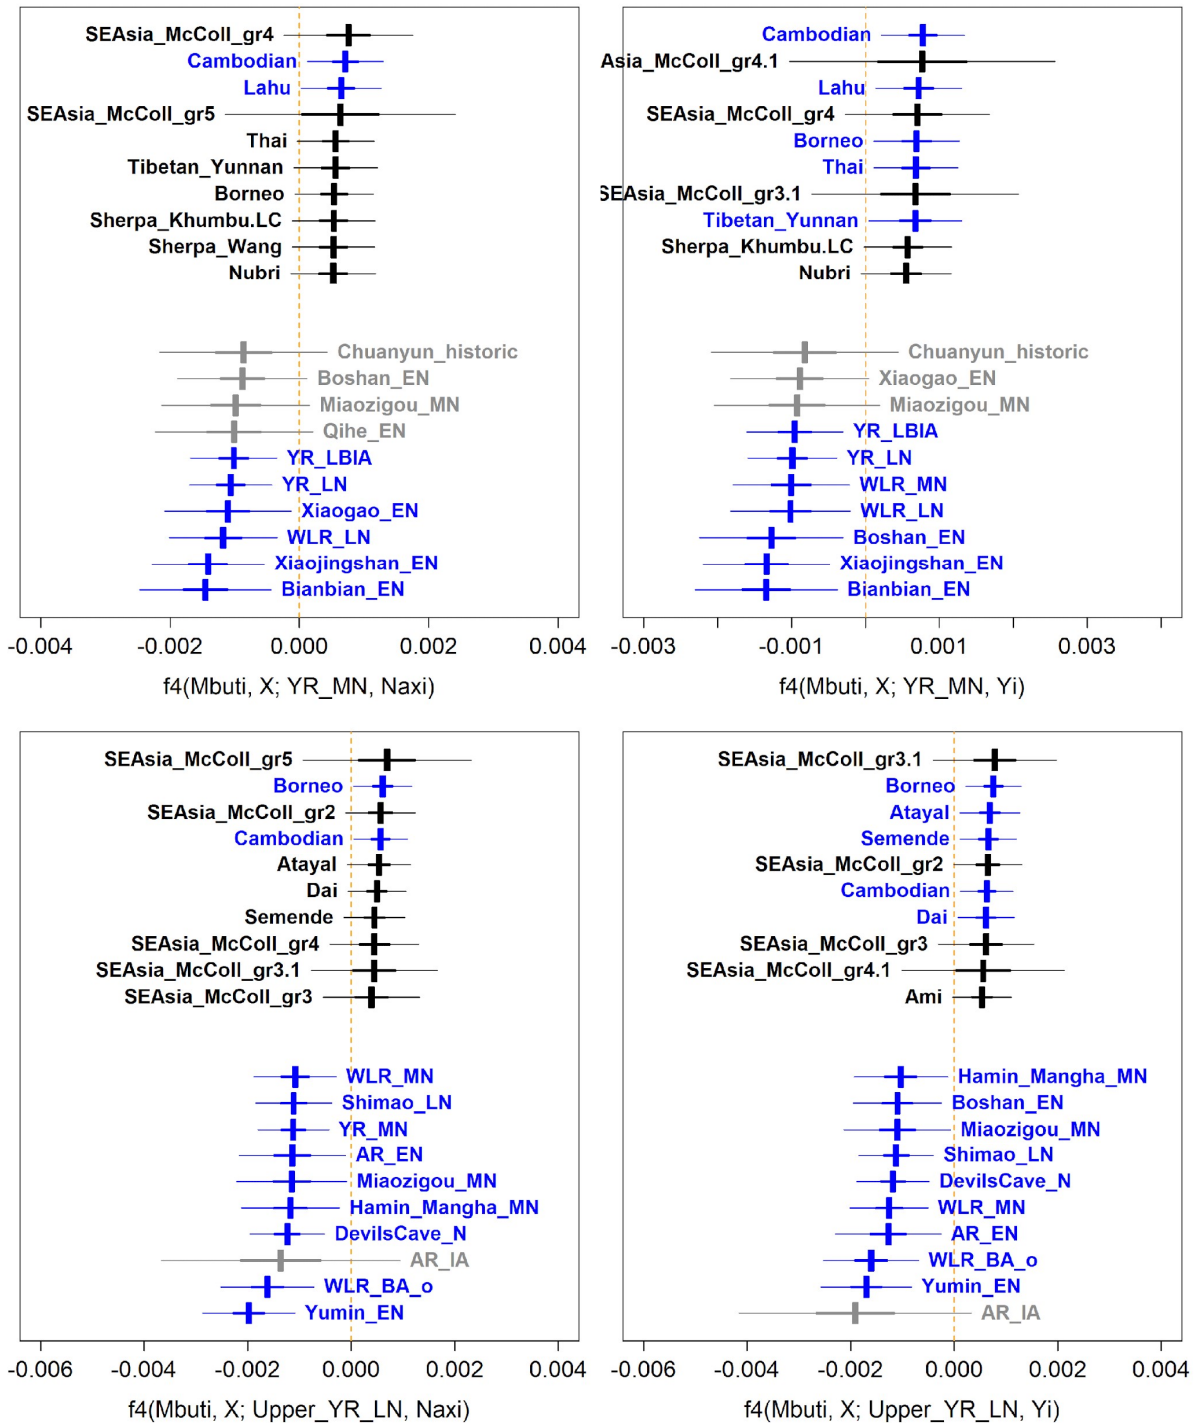 SEAsia_McColl_gr4
Cambodian
Lahu
SEAsia_McColl_gr5
Thai
Tibetan_Yunnan
Borneo
Sherpa_Khumbu.LC
Sherpa_Wang
Nubri
Chuanyun_historic
Boshan_EN
Miaozigou_MN
Qihe_EN
YR_LBIA
YR_LN
Xiaogao_EN
WLR_LN
Xiaojingshan_EN
Bianbian_EN
-0.004 -0.002 0.000 0.002 0.004
f4(Mbuti, X; YR_MN, Naxi)
Cambodian
Asia_McColl_gr4.1
Lahu
SEAsia_McColl_gr4
Borneo
Thai
SEAsia_McColl_gr3.1
Tibetan_Yunnan
Sherpa_Khumbu.LC
Nubri
Chuanyun_historic
Xiaogao_EN
Miaozigou_MN
YR_LBIA
YR_LN
WLR_MN
WLR_LN
Boshan_EN
Xiaojingshan_EN
Bianbian_EN
-0.003 -0.001 0.001 0.003
f4(Mbuti, X; YR_MN, Yi)
SEAsia_McColl_gr5
Borneo
SEAsia_McColl_gr2
Cambodian
Atayal
Dai
Semende
SEAsia_McColl_gr4
SEAsia_McColl_gr3.1
SEAsia_McColl_gr3
WLR_MN
Shimao_LN
YR_MN
AR_EN
Miaozigou_MN
Hamin_Mangha_MN
DevilsCave_N
AR_IA
WLR_BA_o
Yumin_EN
-0.006 -0.004 -0.002 0.000 0.002 0.004
f4(Mbuti, X; Upper_YR_LN, Naxi)
SEAsia_McColl_gr3.1
Borneo
Atayal
Semende
SEAsia_McColl_gr2
Cambodian
Dai
SEAsia_McColl_gr3
SEAsia_McColl_gr4.1
Ami
Hamin_Mangha_MN
Boshan_EN
Miaozigou_MN
Shimao_LN
DevilsCave_N
WLR_MN
AR_EN
WLR_BA_o
Yumin_EN
AR_IA
-0.006 -0.004 -0.002 0.000 0.002 0.004
f4(Mbuti, X; Upper_YR_LN, Yi)